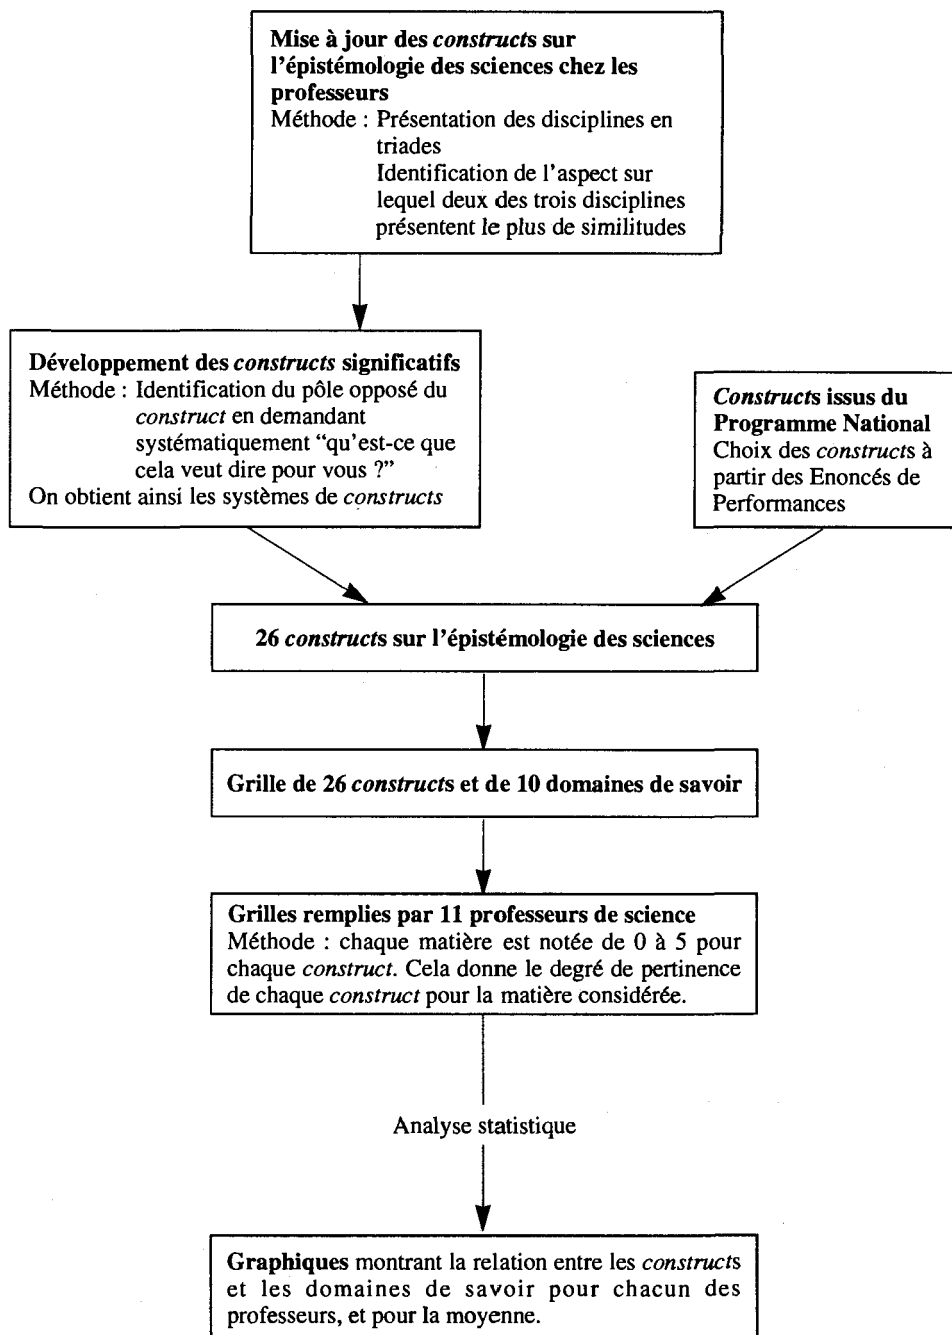 Mise à jour des constructs sur
l'épistémologie des sciences chez les
professeurs
Méthode : Présentation des disciplines en
triades
Identification de l'aspect sur
lequel deux des trois disciplines
présentent le plus de similitudes
Développement des constructs significatifs
Méthode : Identification du pôle opposé du
construct en demandant
systématiquement “qu'est-ce que
cela veut dire pour vous ?”
On obtient ainsi les systèmes de constructs
Constructs issus du
Programme National
Choix des constructs à
partir des Enoncés de
Performances
26 constructs sur l'épistémologie des sciences
Grille de 26 constructs et de 10 domaines de savoir
Grilles remplies par 11 professeurs de science
Méthode : chaque matière est notée de 0 à 5 pour
chaque construct. Cela donne le degré de pertinence
de chaque construct pour la matière considérée.
Analyse statistique
Graphiques montrant la relation entre les constructs
et les domaines de savoir pour chacun des
professeurs, et pour la moyenne.